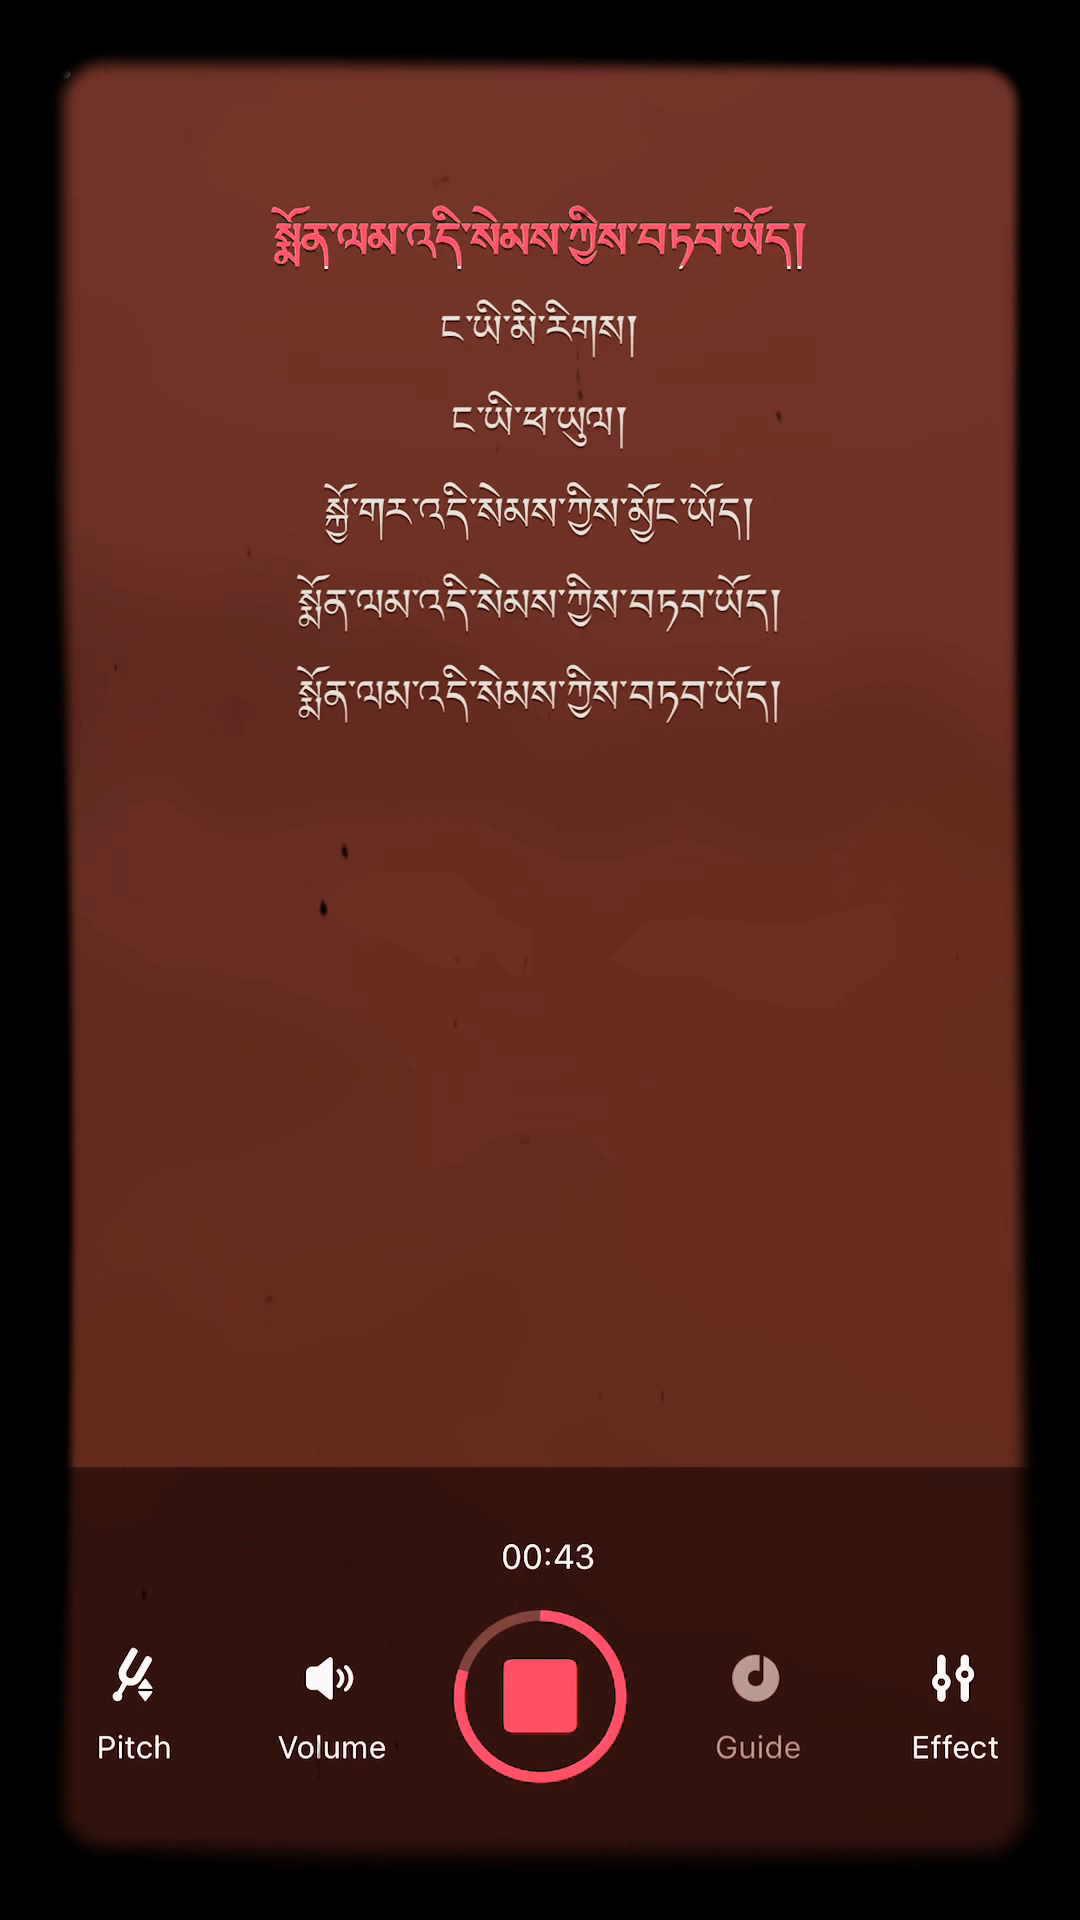 སྨོན་ལམ་འདི་སེམས་ཀྱིས་བཏབ་ཡོད།
ང་ཡི་མི་རིགས།
ང་ཡི་ཕ་ཡུལ།
སྐྱོ་གར་འདི་སེམས་ཀྱིས་མྱོང་ཡོད།
སྨོན་ལམ་འདི་སེམས་ཀྱིས་བཏབ་ཡོད།
སྨོན་ལམ་འདི་སེམས་ཀྱིས་བཏབ་ཡོད།
00:43
Pitch
Volume
Guide
Effect